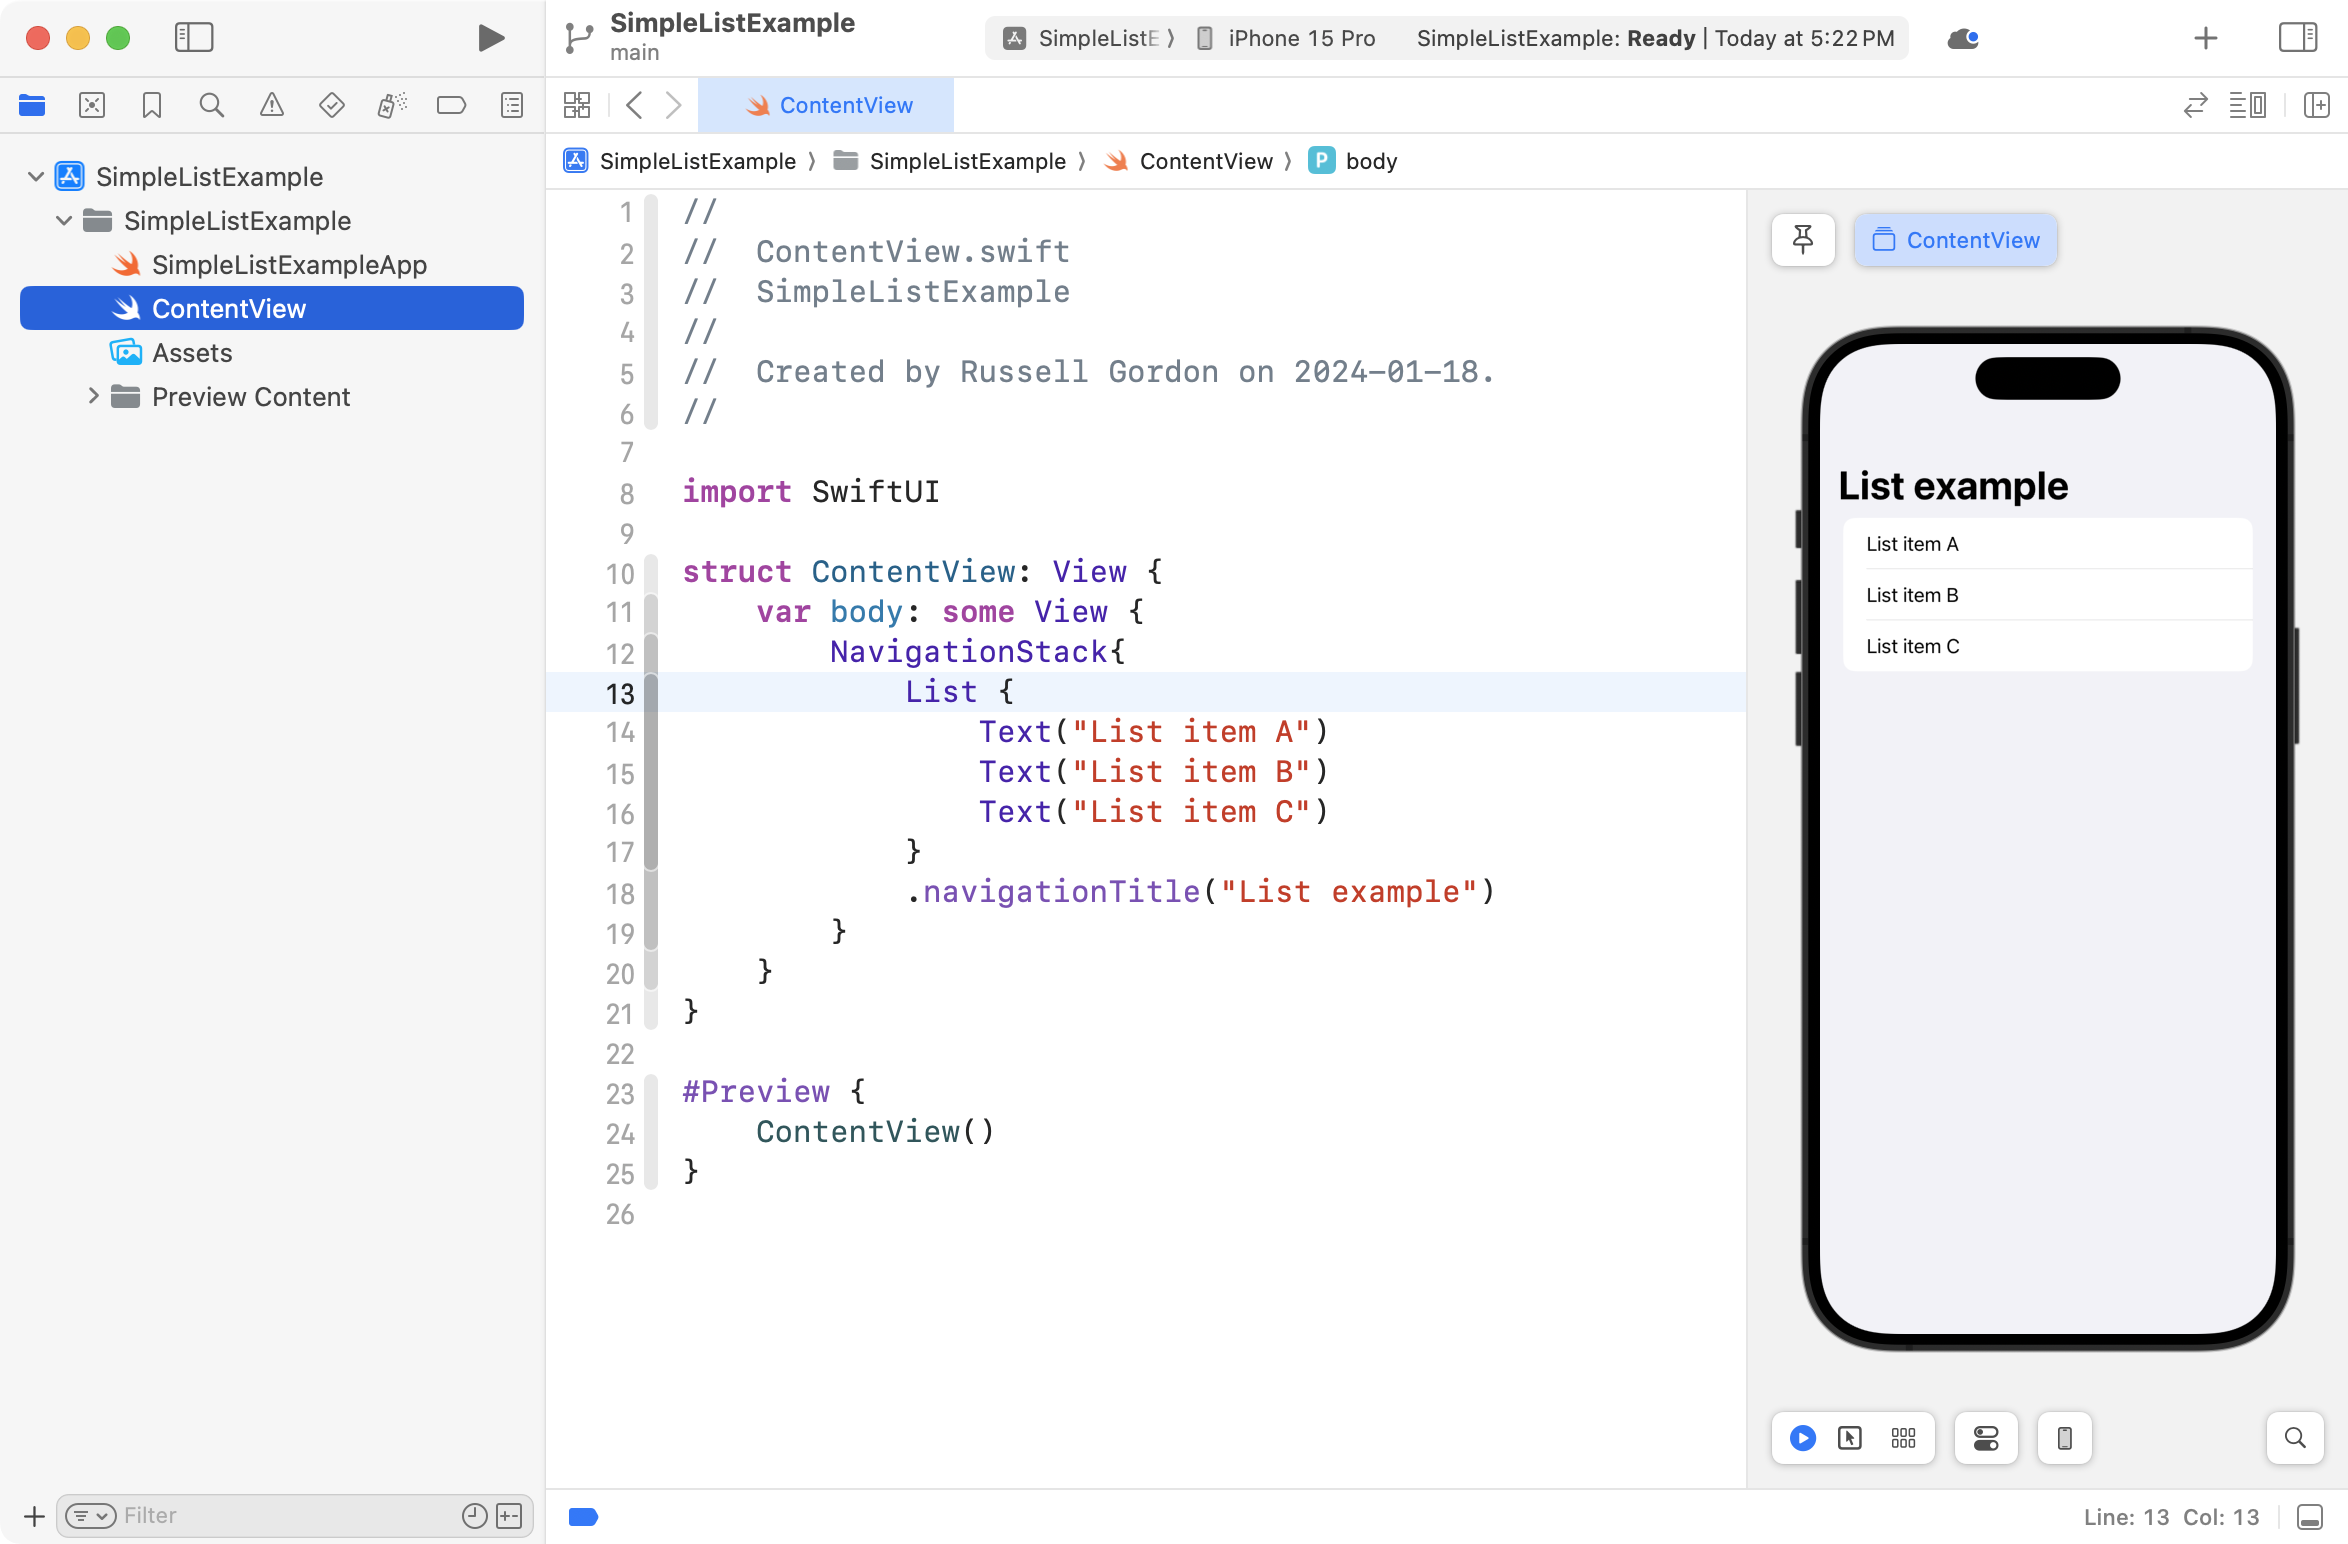 SimpleListExample
main
SimpleListE iPhone 15 Pro SimpleListExample: Ready | Today at 5:22 PM
ContentView
SimpleListExample
SimpleListExample
SimpleListExampleApp
ContentView
Assets
Preview Content
SimpleListExample SimpleListExample ContentView P body
1 //
2 //  ContentView.swift
3 //  SimpleListExample
4 //
5 //  Created by Russell Gordon on 2024-01-18.
6 //
7
8 import SwiftUI
9
10 struct ContentView: View {
11     var body: some View {
12         NavigationStack{
13             List {
14                 Text("List item A")
15                 Text("List item B")
16                 Text("List item C")
17             }
18             .navigationTitle("List example")
19         }
20     }
21 }
22
23 #Preview {
24     ContentView()
25 }
26
ContentView
List example
List item A
List item B
List item C
Filter
Line: 13 Col: 13